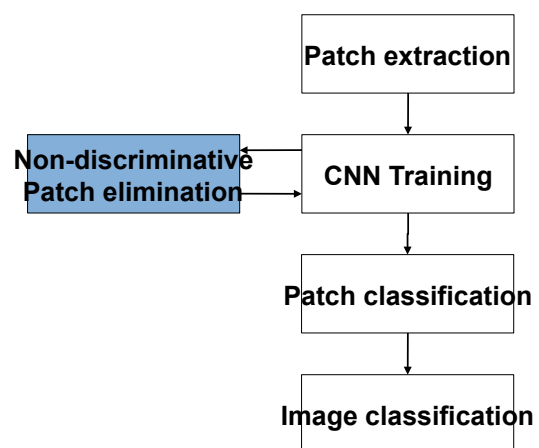 Patch extraction
Non-discriminative
Patch elimination
CNN Training
Patch classification
Image classification